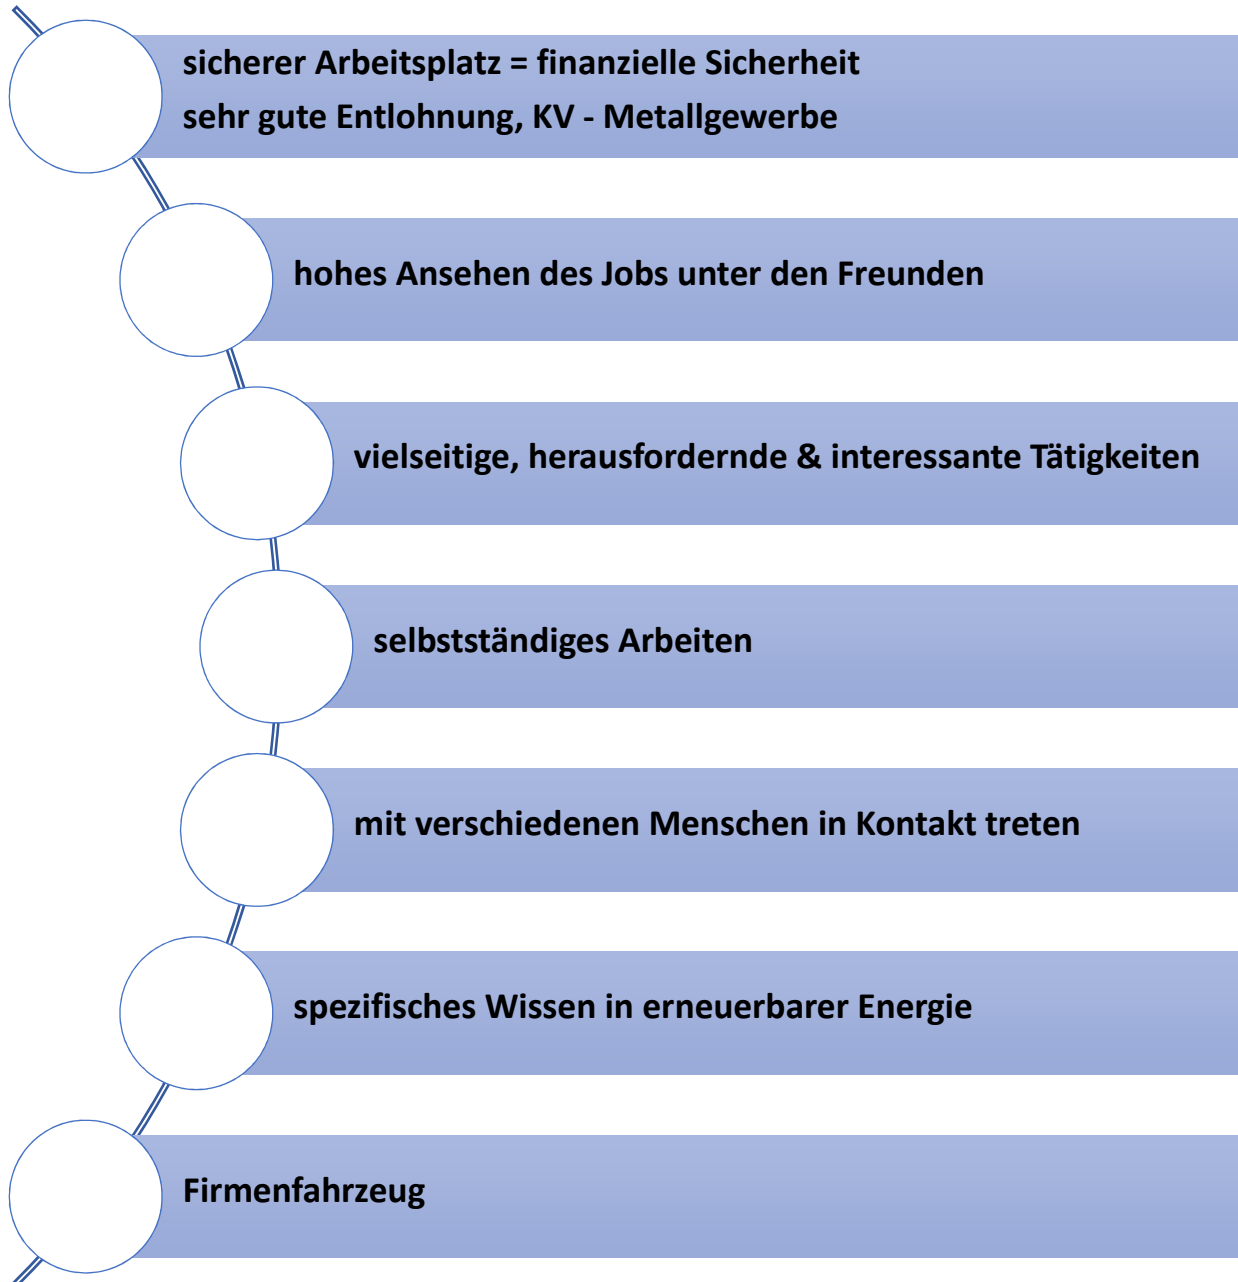 sicherer Arbeitsplatz = finanzielle Sicherheit
sehr gute Entlohnung, KV - Metallgewerbe
hohes Ansehen des Jobs unter den Freunden
vielseitige, herausfordernde & interessante Tätigkeiten
selbstständiges Arbeiten
mit verschiedenen Menschen in Kontakt treten
spezifisches Wissen in erneuerbarer Energie
Firmenfahrzeug